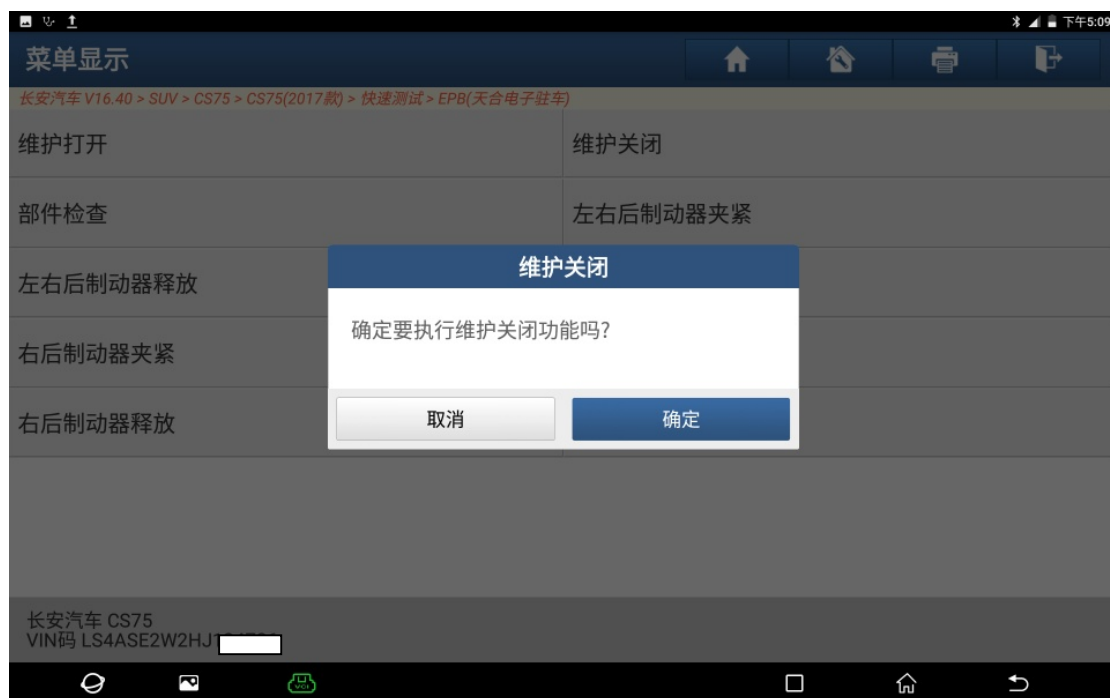 下午5:09
菜单显示
长安汽车 V16.40 > SUV > CS75 > CS75(2017款) > 快速测试 > EPB(天合电子驻车)
维护打开
维护关闭
部件检查
左右后制动器夹紧
左右后制动器释放
右后制动器夹紧
右后制动器释放
维护关闭
确定要执行维护关闭功能吗?
取消
确定
长安汽车 CS75
VIN码 LS4ASE2W2HJ
VCI